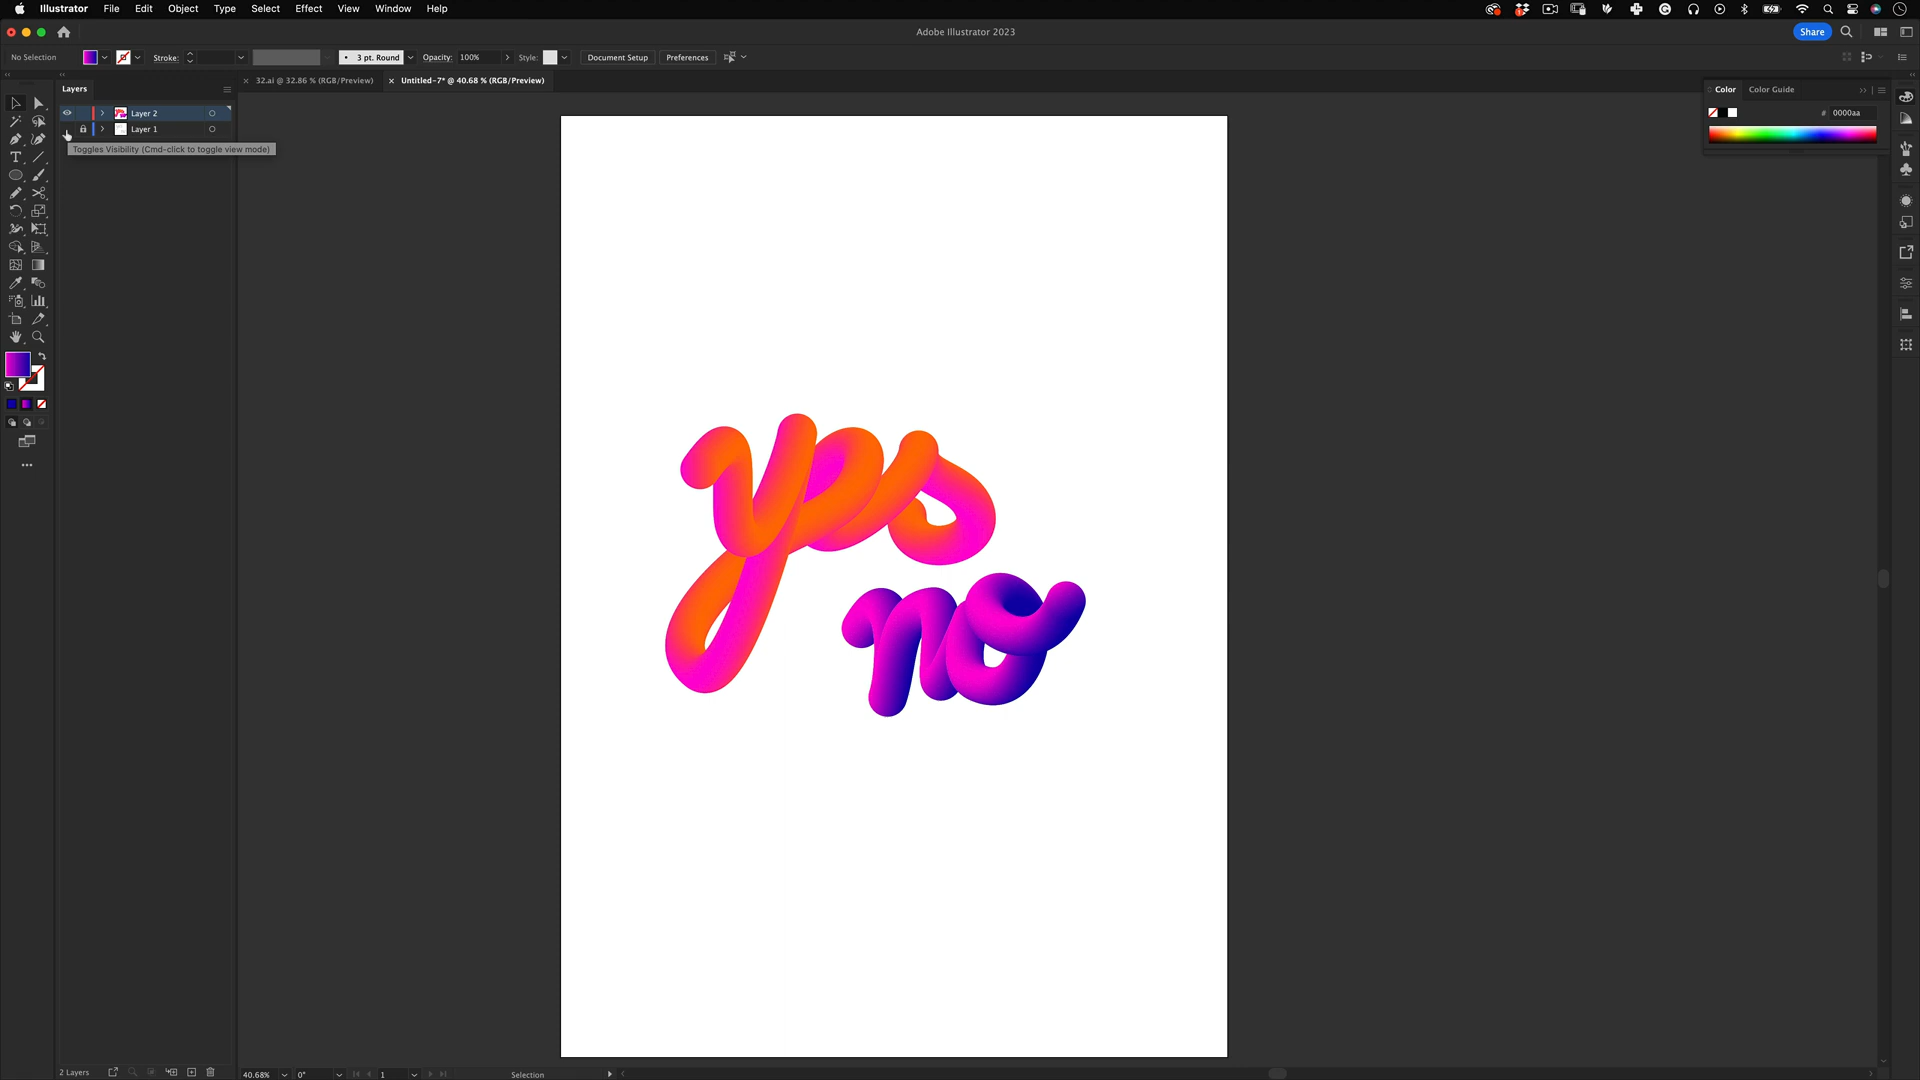 Illustrator File Edit Object Type Select Effect View Window Help
Adobe Illustrator 2023
Share
No Selection
Stroke:
3 pt. Round
Opacity: 100%
Style:
Document Setup
Preferences
Layers
32.ai @ 32.86 % (RGB/Preview)
Untitled-7* @ 40.68 % (RGB/Preview)
Color
Color Guide
Layer 2
# 0000aa
Layer 1
Toggles Visibility (Cmd-click to toggle view mode)
yes
no
2 Layers
40.68%
0°
1
Selection